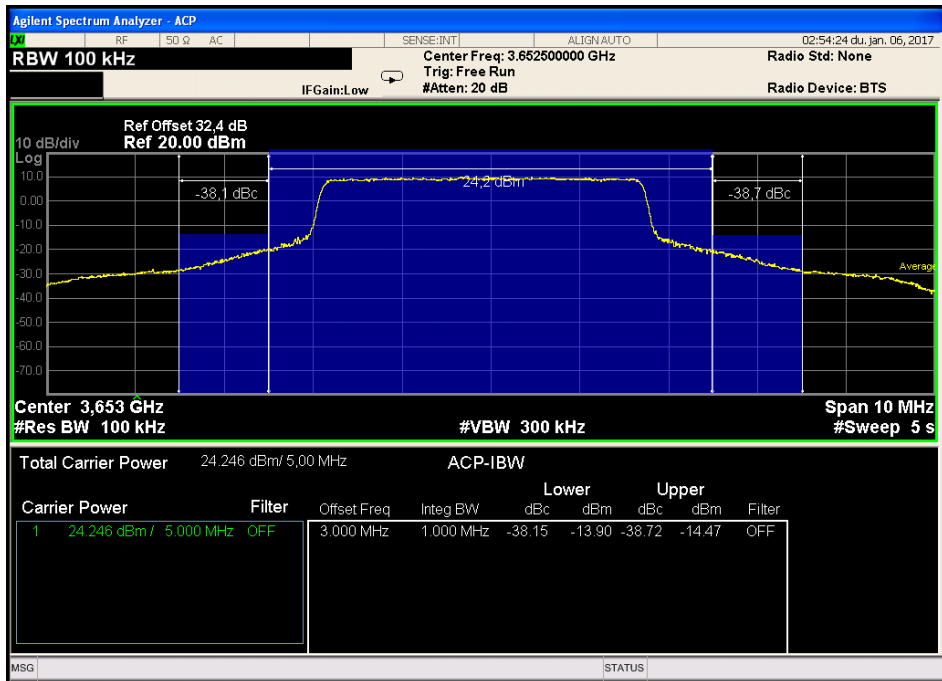 Agilent Spectrum Analyzer - ACP
LXI RF 50 Ω AC SENSE:INT ALIGN AUTO 02:54:24 du. jan. 06, 2017
RBW 100 kHz Center Freq: 3.652500000 GHz Radio Std: None
Trig: Free Run
IFGain:Low #Atten: 20 dB Radio Device: BTS
Ref Offset 32,4 dB
10 dB/div Ref 20.00 dBm
Log
10.0
0.00
-10.0
-20.0
-30.0
-40.0
-50.0
-60.0
-70.0
-38,1 dBc
24,2 dBm
-38,7 dBc
Average
Center 3,653 GHz Span 10 MHz
#Res BW 100 kHz #VBW 300 kHz #Sweep 5 s
Total Carrier Power 24.246 dBm/ 5,00 MHz ACP-IBW
Lower Upper
Carrier Power Filter Offset Freq Integ BW dBc dBm dBc dBm Filter
1 24.246 dBm / 5.000 MHz OFF 3.000 MHz 1.000 MHz -38.15 -13.90 -38.72 -14.47 OFF
MSG STATUS